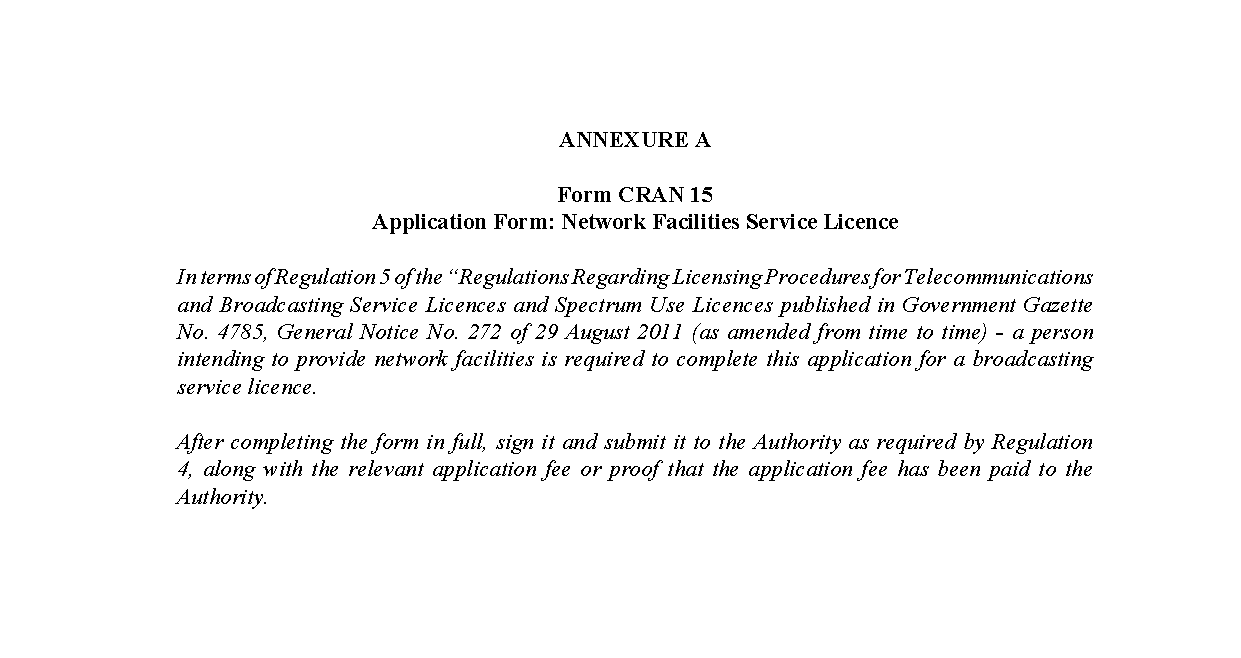 ANNEXURE A
Form CRAN 15
Application Form: Network Facilities Service Licence
In terms of Regulation 5 of the “Regulations Regarding Licensing Procedures for Telecommunications
and Broadcasting Service Licences and Spectrum Use Licences published in Government Gazette
No. 4785, General Notice No. 272 of 29 August 2011 (as amended from time to time) - a person
intending to provide network facilities is required to complete this application for a broadcasting
service licence.
After completing the form in full, sign it and submit it to the Authority as required by Regulation
4, along with the relevant application fee or proof that the application fee has been paid to the
Authority.